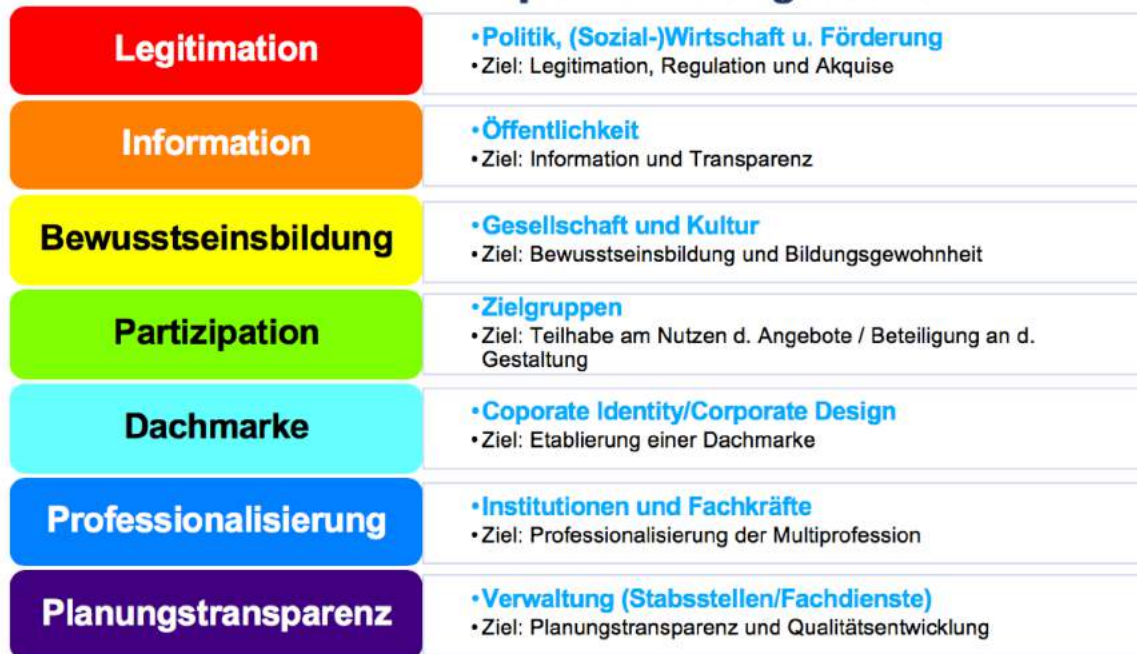 Legitimation
•Politik, (Sozial-)Wirtschaft u. Förderung
•Ziel: Legitimation, Regulation und Akquise
Information
•Öffentlichkeit
•Ziel: Information und Transparenz
Bewusstseinsbildung
•Gesellschaft und Kultur
•Ziel: Bewusstseinsbildung und Bildungsgewohnheit
Partizipation
•Zielgruppen
•Ziel: Teilhabe am Nutzen d. Angebote / Beteiligung an d.
Gestaltung
Dachmarke
•Coporate Identity/Corporate Design
•Ziel: Etablierung einer Dachmarke
Professionalisierung
•Institutionen und Fachkräfte
•Ziel: Professionalisierung der Multiprofession
Planungstransparenz
•Verwaltung (Stabsstellen/Fachdienste)
•Ziel: Planungstransparenz und Qualitätsentwicklung